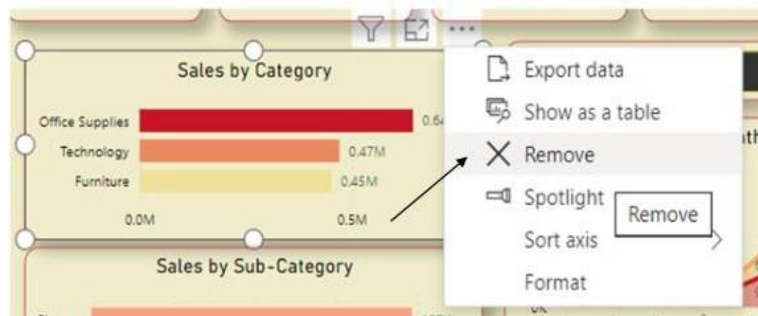 Sales by Category
Office Supplies
Technology 0.47M
Furniture 0.45M
0.0M 0.5M
Sales by Sub-Category
Export data
Show as a table
Remove
Spotlight
Remove
Sort axis
Format